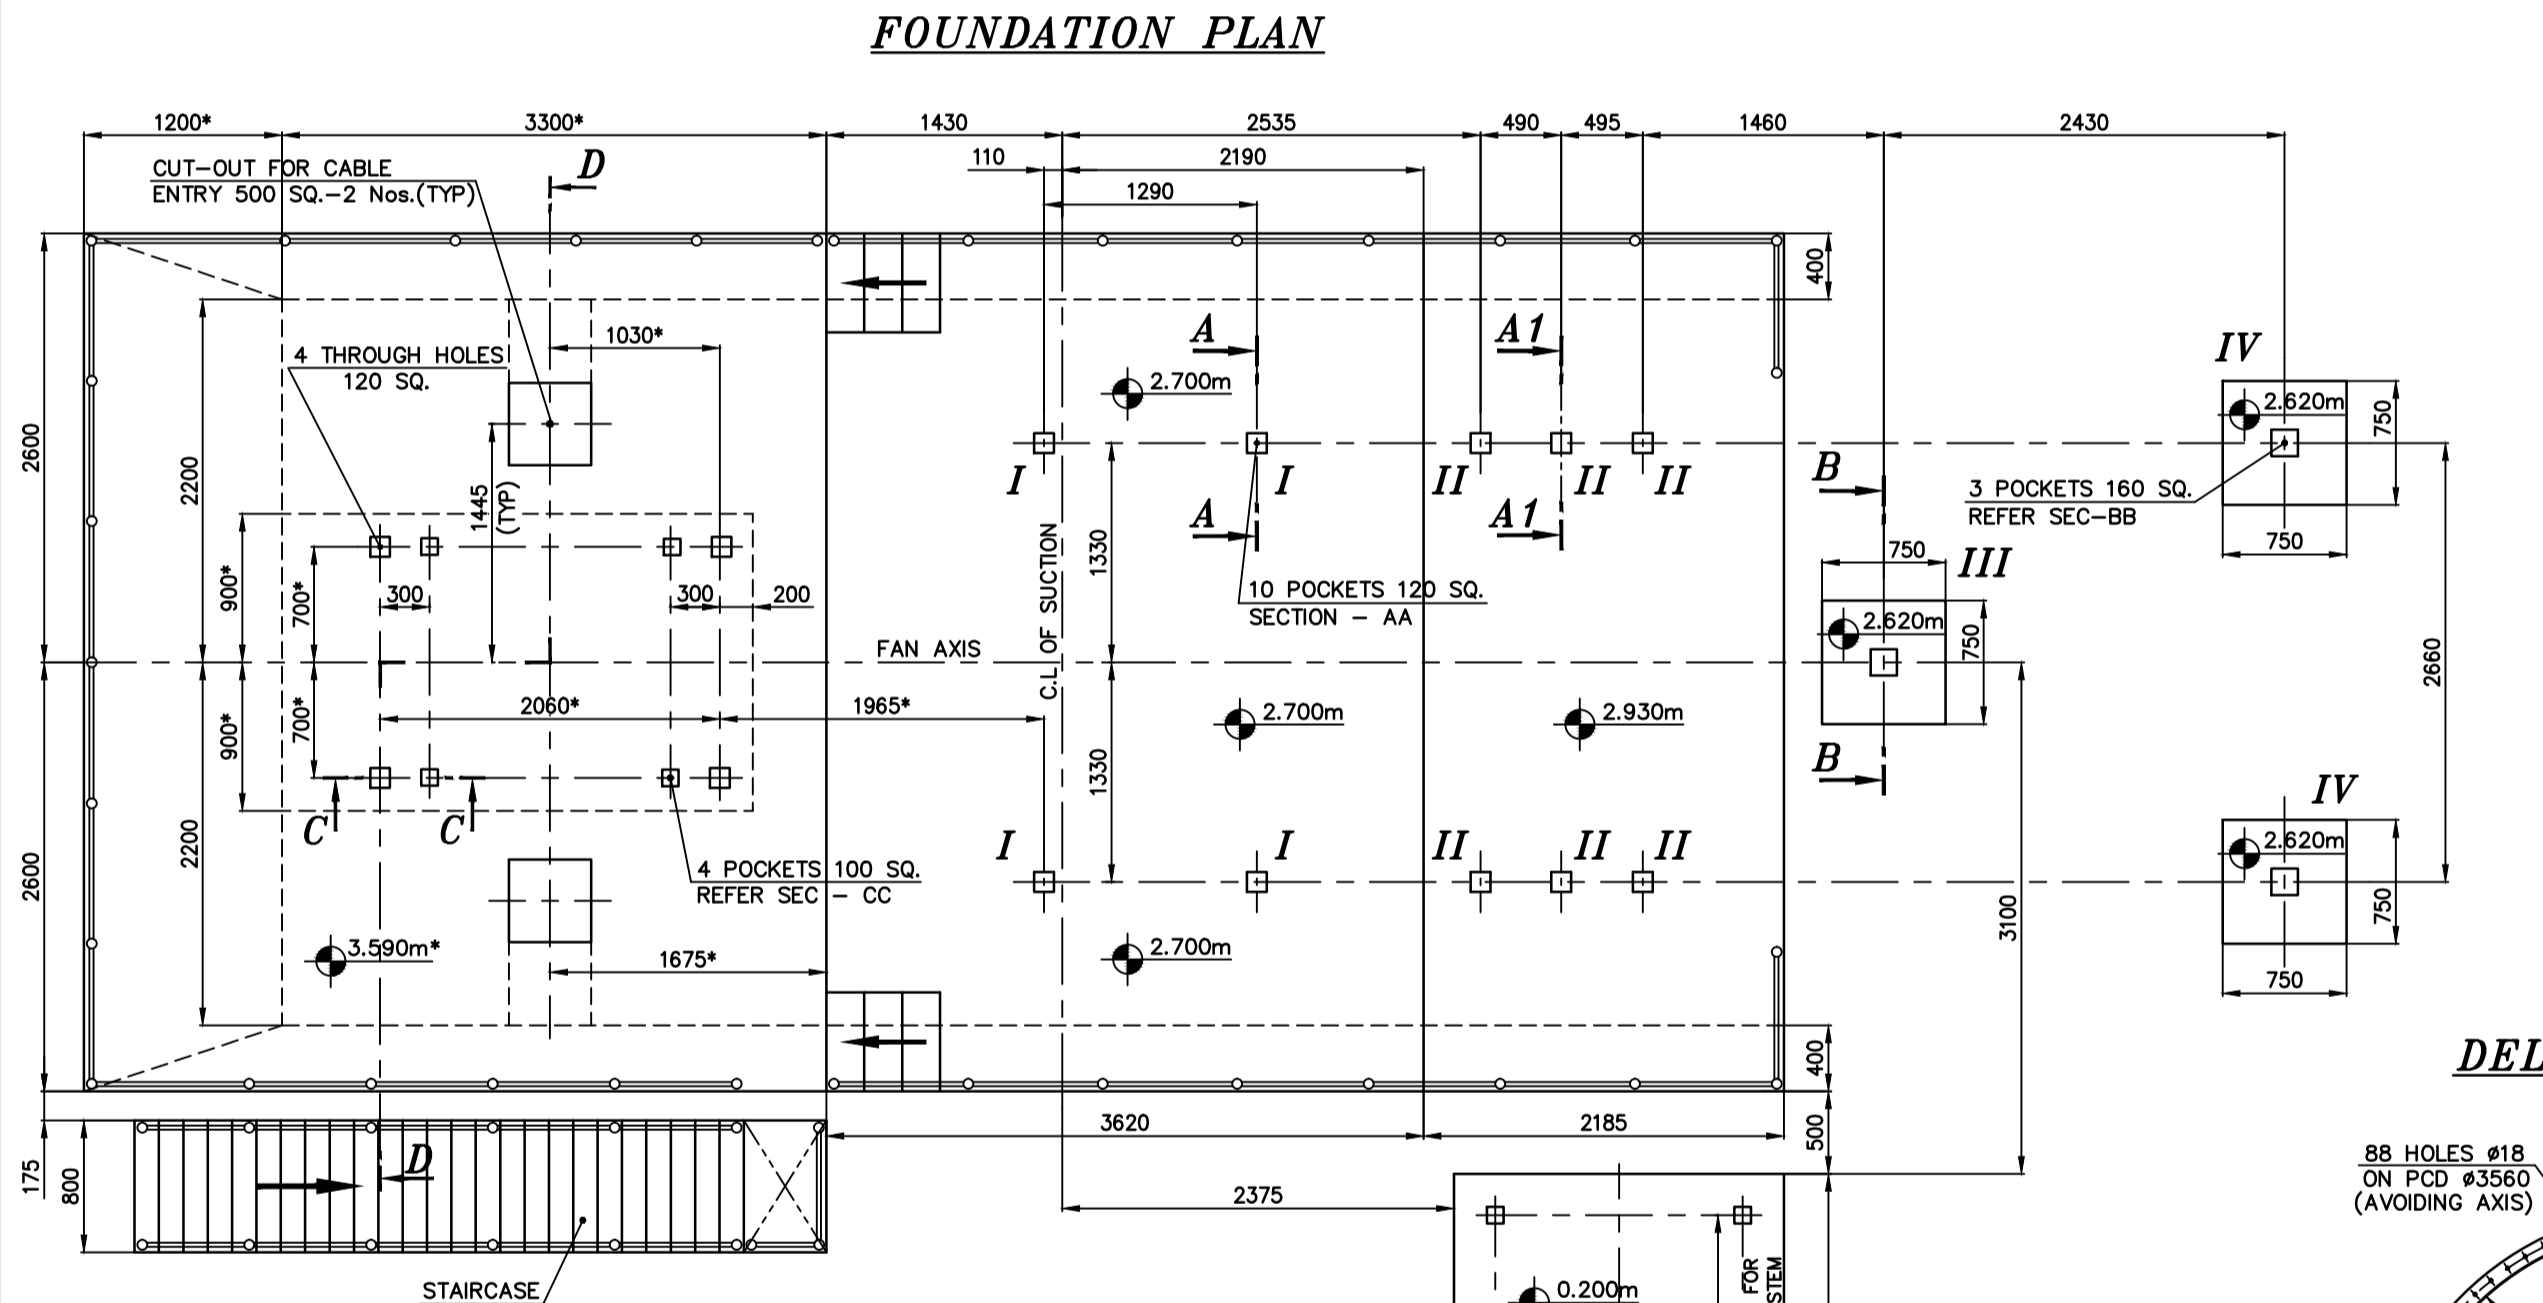 FOUNDATION PLAN
1200*
3300*
1430
2535
490
495
1460
2430
110
2190
1290
CUT-OUT FOR CABLE
ENTRY 500 SQ.-2 Nos.(TYP)
D
400
1030*
4 THROUGH HOLES
120 SQ.
A
A1
IV
2.700m
2.620m
750
2600
2200
1445
(TYP)
I
I
II
II
II
B
3 POCKETS 160 SQ.
REFER SEC-BB
A
A1
750
C.L OF SUCTION
1330
750
III
900*
700*
300
300
200
10 POCKETS 120 SQ.
SECTION - AA
2.620m
750
FAN AXIS
2660
2060*
1965*
900*
700*
2.700m
2.930m
1330
B
IV
C
C
2.620m
750
I
I
II
II
II
4 POCKETS 100 SQ.
REFER SEC - CC
2600
2200
3100
3.590m*
1675*
2.700m
750
400
DEL
3620
2185
500
175
800
D
2375
88 HOLES ø18
ON PCD ø3560
(AVOIDING AXIS)
STAIRCASE
0.200m
FOR
STEM